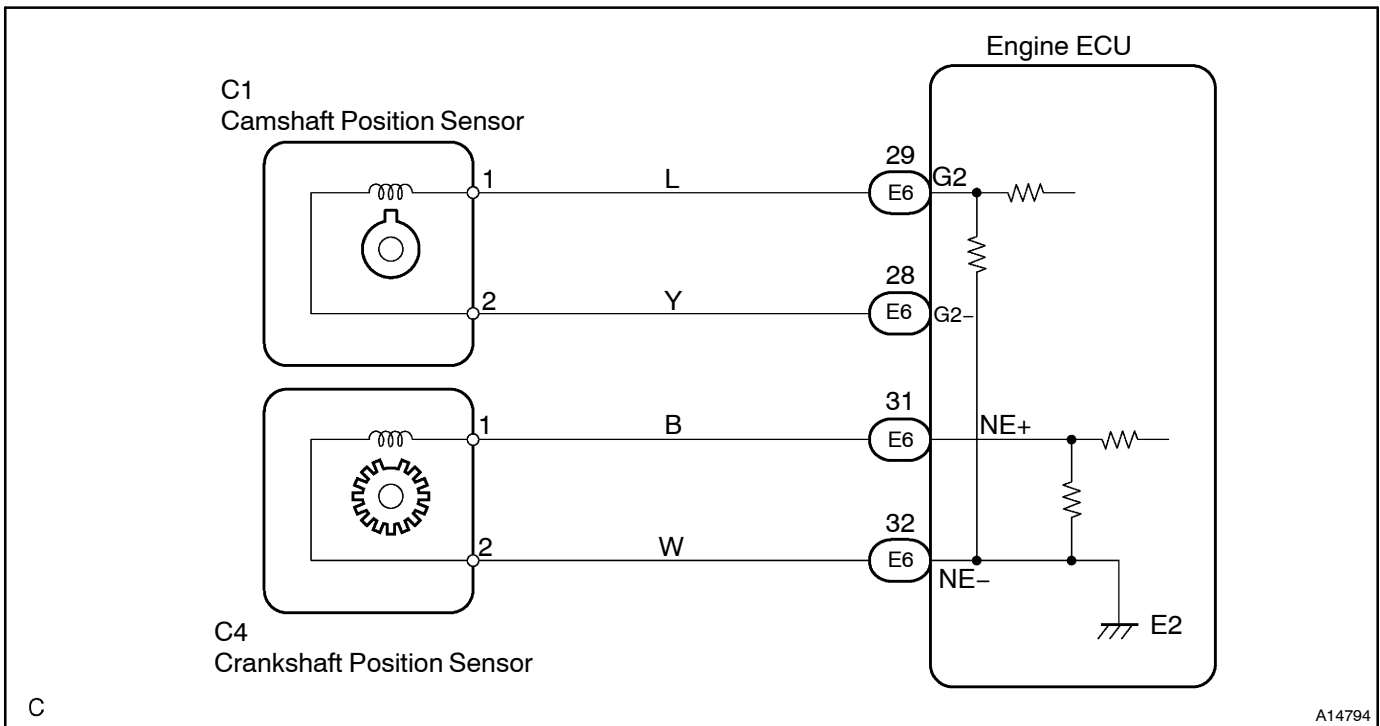 Engine ECU
C1
Camshaft Position Sensor
1
L
29
E6
G2
2
Y
28
E6
G2−
1
B
31
E6
NE+
2
W
32
E6
NE−
E2
C4
Crankshaft Position Sensor
C
A14794